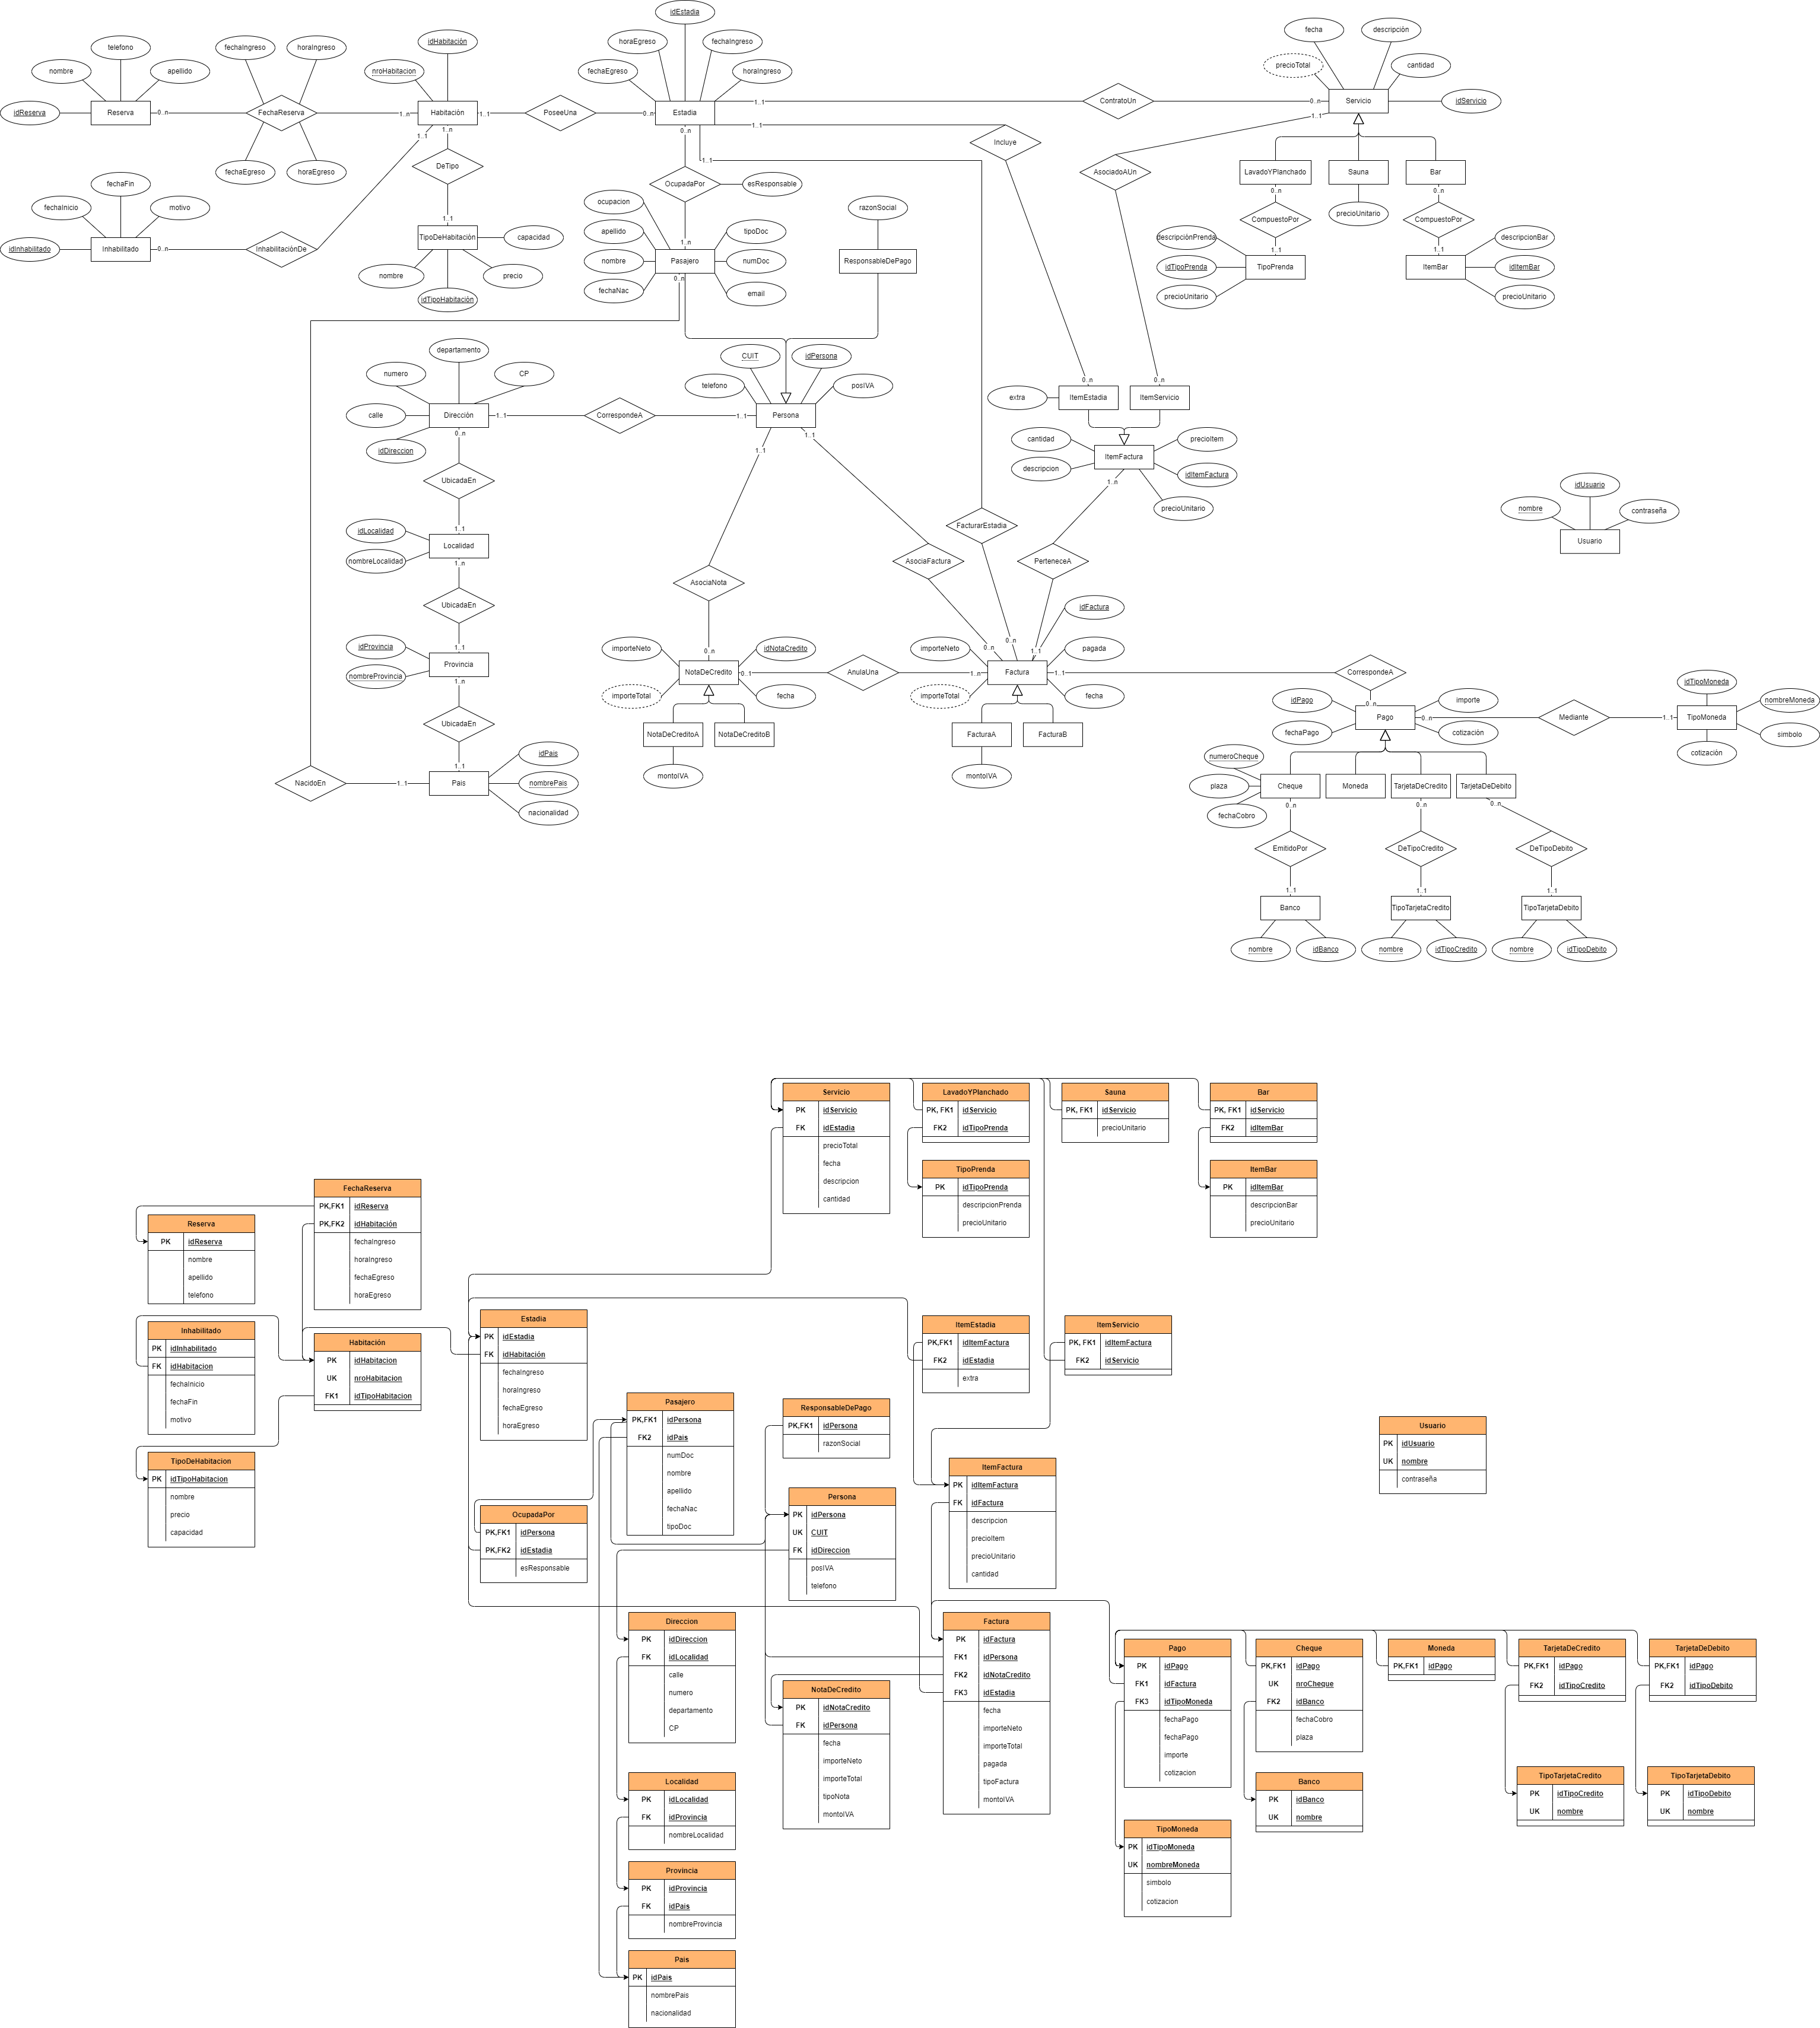 idEstadia
fecha
descripción
horaEgreso
fechaIngreso
idHabitación
telefono
fechaIngreso
horaIngreso
nombre
apellido
nroHabitacion
fechaEgreso
horaIngreso
precioTotal
cantidad
idReserva
Reserva
0..n
FechaReserva
1..n
Habitación
1..1
PoseeUna
0..n
Estadia
1..1
ContratoUn
0..n
Servicio
idServicio
1..n
1..1
0..n
1..1
1..1
1..1
Incluye
fechaEgreso
horaEgreso
DeTipo
AsociadoAUn
LavadoYPlanchado
Sauna
Bar
fechaFin
OcupadaPor
esResponsable
0..n
0..n
fechaInicio
motivo
ocupacion
razonSocial
precioUnitario
1..1
CompuestoPor
CompuestoPor
apellido
tipoDoc
TipoDeHabitación
capacidad
descripciónPrenda
descripcionBar
idInhabilitado
Inhabilitado
0..n
InhabilitaciónDe
1..n
1..1
1..1
nombre
Pasajero
numDoc
ResponsableDePago
idTipoPrenda
TipoPrenda
ItemBar
idItemBar
nombre
precio
0..n
fechaNac
email
precioUnitario
precioUnitario
idTipoHabitación
departamento
CUIT
idPersona
numero
CP
telefono
posIVA
0..n
0..n
extra
ItemEstadia
ItemServicio
calle
Dirección
1..1
CorrespondeA
1..1
Persona
0..n
1..1
cantidad
precioItem
idDireccion
1..1
ItemFactura
descripcion
idItemFactura
UbicadaEn
1..n
idUsuario
precioUnitario
nombre
contraseña
FacturarEstadia
1..1
idLocalidad
Usuario
Localidad
nombreLocalidad
1..n
AsociaFactura
PerteneceA
AsociaNota
UbicadaEn
idFactura
0..n
idProvincia
1..1
importeNeto
0..n
idNotaCredito
importeNeto
0..n
1..1
pagada
Provincia
nombreProvincia
1..n
NotaDeCredito
0..1
AnulaUna
1..n
Factura
1..1
CorrespondeA
idTipoMoneda
importeTotal
fecha
importeTotal
fecha
idPago
0..n
importe
nombreMoneda
Pago
0..n
Mediante
1..1
TipoMoneda
UbicadaEn
fechaPago
cotización
simbolo
NotaDeCreditoA
NotaDeCreditoB
FacturaA
FacturaB
idPais
cotización
numeroCheque
1..1
montoIVA
montoIVA
NacidoEn
1..1
Pais
nombrePais
plaza
Cheque
Moneda
TarjetaDeCredito
TarjetaDeDebito
0..n
0..n
0..n
nacionalidad
fechaCobro
EmitidoPor
DeTipoCredito
DeTipoDebito
1..1
1..1
1..1
Banco
TipoTarjetaCredito
TipoTarjetaDebito
nombre
idBanco
nombre
idTipoCredito
nombre
idTipoDebito
Servicio
PK idServicio
FK idEstadia
precioTotal
fecha
descripcion
cantidad
LavadoYPlanchado
PK, FK1 idServicio
FK2 idTipoPrenda
Sauna
PK, FK1 idServicio
precioUnitario
Bar
PK, FK1 idServicio
FK2 idItemBar
TipoPrenda
PK idTipoPrenda
descripcionPrenda
precioUnitario
ItemBar
PK idItemBar
descripcionBar
precioUnitario
FechaReserva
PK,FK1 idReserva
PK,FK2 idHabitación
fechaIngreso
horaIngreso
fechaEgreso
horaEgreso
Reserva
PK idReserva
nombre
apellido
telefono
Inhabilitado
PK idInhabilitado
FK idHabitacion
fechaInicio
fechaFin
motivo
Habitación
PK idHabitacion
UK nroHabitacion
FK1 idTipoHabitacion
TipoDeHabitacion
PK idTipoHabitacion
nombre
precio
capacidad
Estadia
PK idEstadia
FK idHabitación
fechaIngreso
horaIngreso
fechaEgreso
horaEgreso
ItemEstadia
PK,FK1 idItemFactura
FK2 idEstadia
extra
ItemServicio
PK, FK1 idItemFactura
FK2 idServicio
Pasajero
PK,FK1 idPersona
FK2 idPais
numDoc
nombre
apellido
fechaNac
tipoDoc
ResponsableDePago
PK,FK1 idPersona
razonSocial
Usuario
PK idUsuario
UK nombre
contraseña
ItemFactura
PK idItemFactura
FK idFactura
descripcion
precioItem
precioUnitario
cantidad
Persona
PK idPersona
UK CUIT
FK idDireccion
posIVA
telefono
OcupadaPor
PK,FK1 idPersona
PK,FK2 idEstadia
esResponsable
Direccion
PK idDireccion
FK idLocalidad
calle
numero
departamento
CP
Factura
PK idFactura
FK1 idPersona
FK2 idNotaCredito
FK3 idEstadia
fecha
importeNeto
importeTotal
pagada
tipoFactura
montoIVA
NotaDeCredito
PK idNotaCredito
FK idPersona
fecha
importeNeto
importeTotal
tipoNota
montoIVA
Pago
PK idPago
FK1 idFactura
FK3 idTipoMoneda
fechaPago
fechaPago
importe
cotizacion
Cheque
PK,FK1 idPago
UK nroCheque
FK2 idBanco
fechaCobro
plaza
Moneda
PK,FK1 idPago
TarjetaDeCredito
PK,FK1 idPago
FK2 idTipoCredito
TarjetaDeDebito
PK,FK1 idPago
FK2 idTipoDebito
Banco
PK idBanco
UK nombre
TipoTarjetaCredito
PK idTipoCredito
UK nombre
TipoTarjetaDebito
PK idTipoDebito
UK nombre
Localidad
PK idLocalidad
FK idProvincia
nombreLocalidad
TipoMoneda
PK idTipoMoneda
UK nombreMoneda
simbolo
cotizacion
Provincia
PK idProvincia
FK idPais
nombreProvincia
Pais
PK idPais
nombrePais
nacionalidad